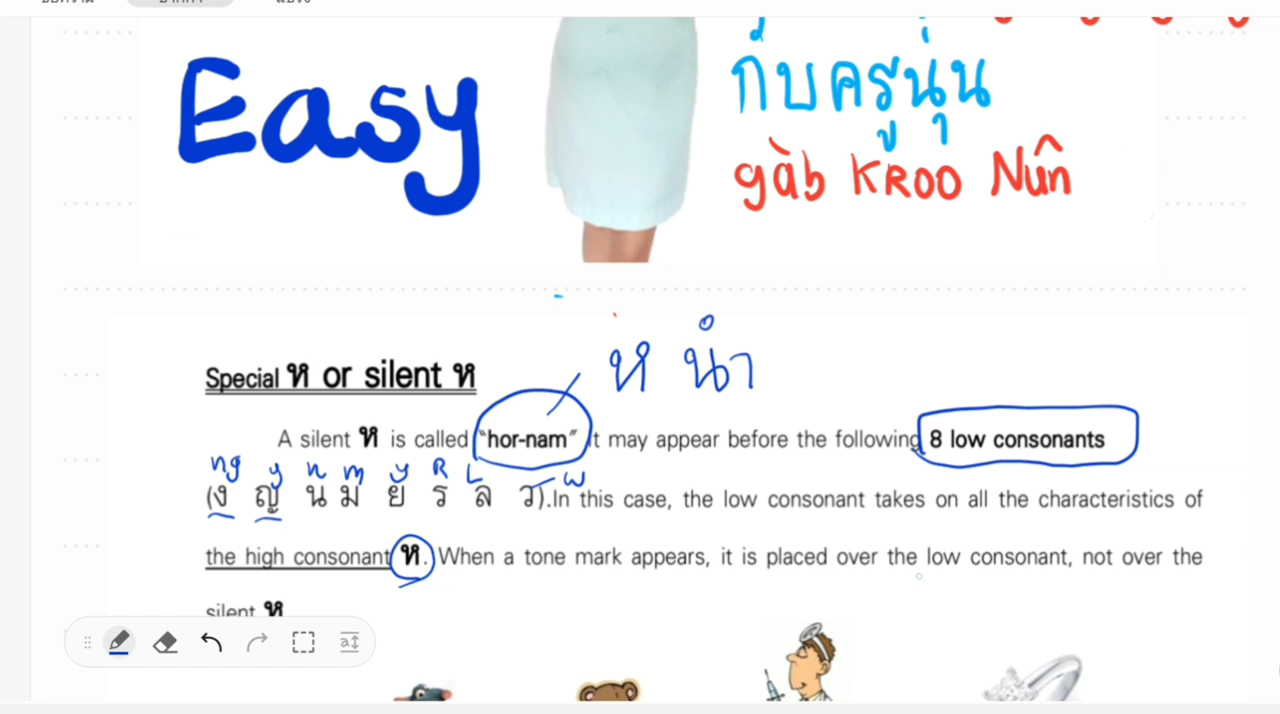 Easy
กับครูนุ่น
gàb KROO Nûn
Special ห or silent ห
ห นำ
A silent ห is called "hor-nam" It may appear before the following 8 low consonants
ng y n m y R L w
(ง ญ น ม ย ร ล ว).In this case, the low consonant takes on all the characteristics of
the high consonant ห. When a tone mark appears, it is placed over the low consonant, not over the
silent ห